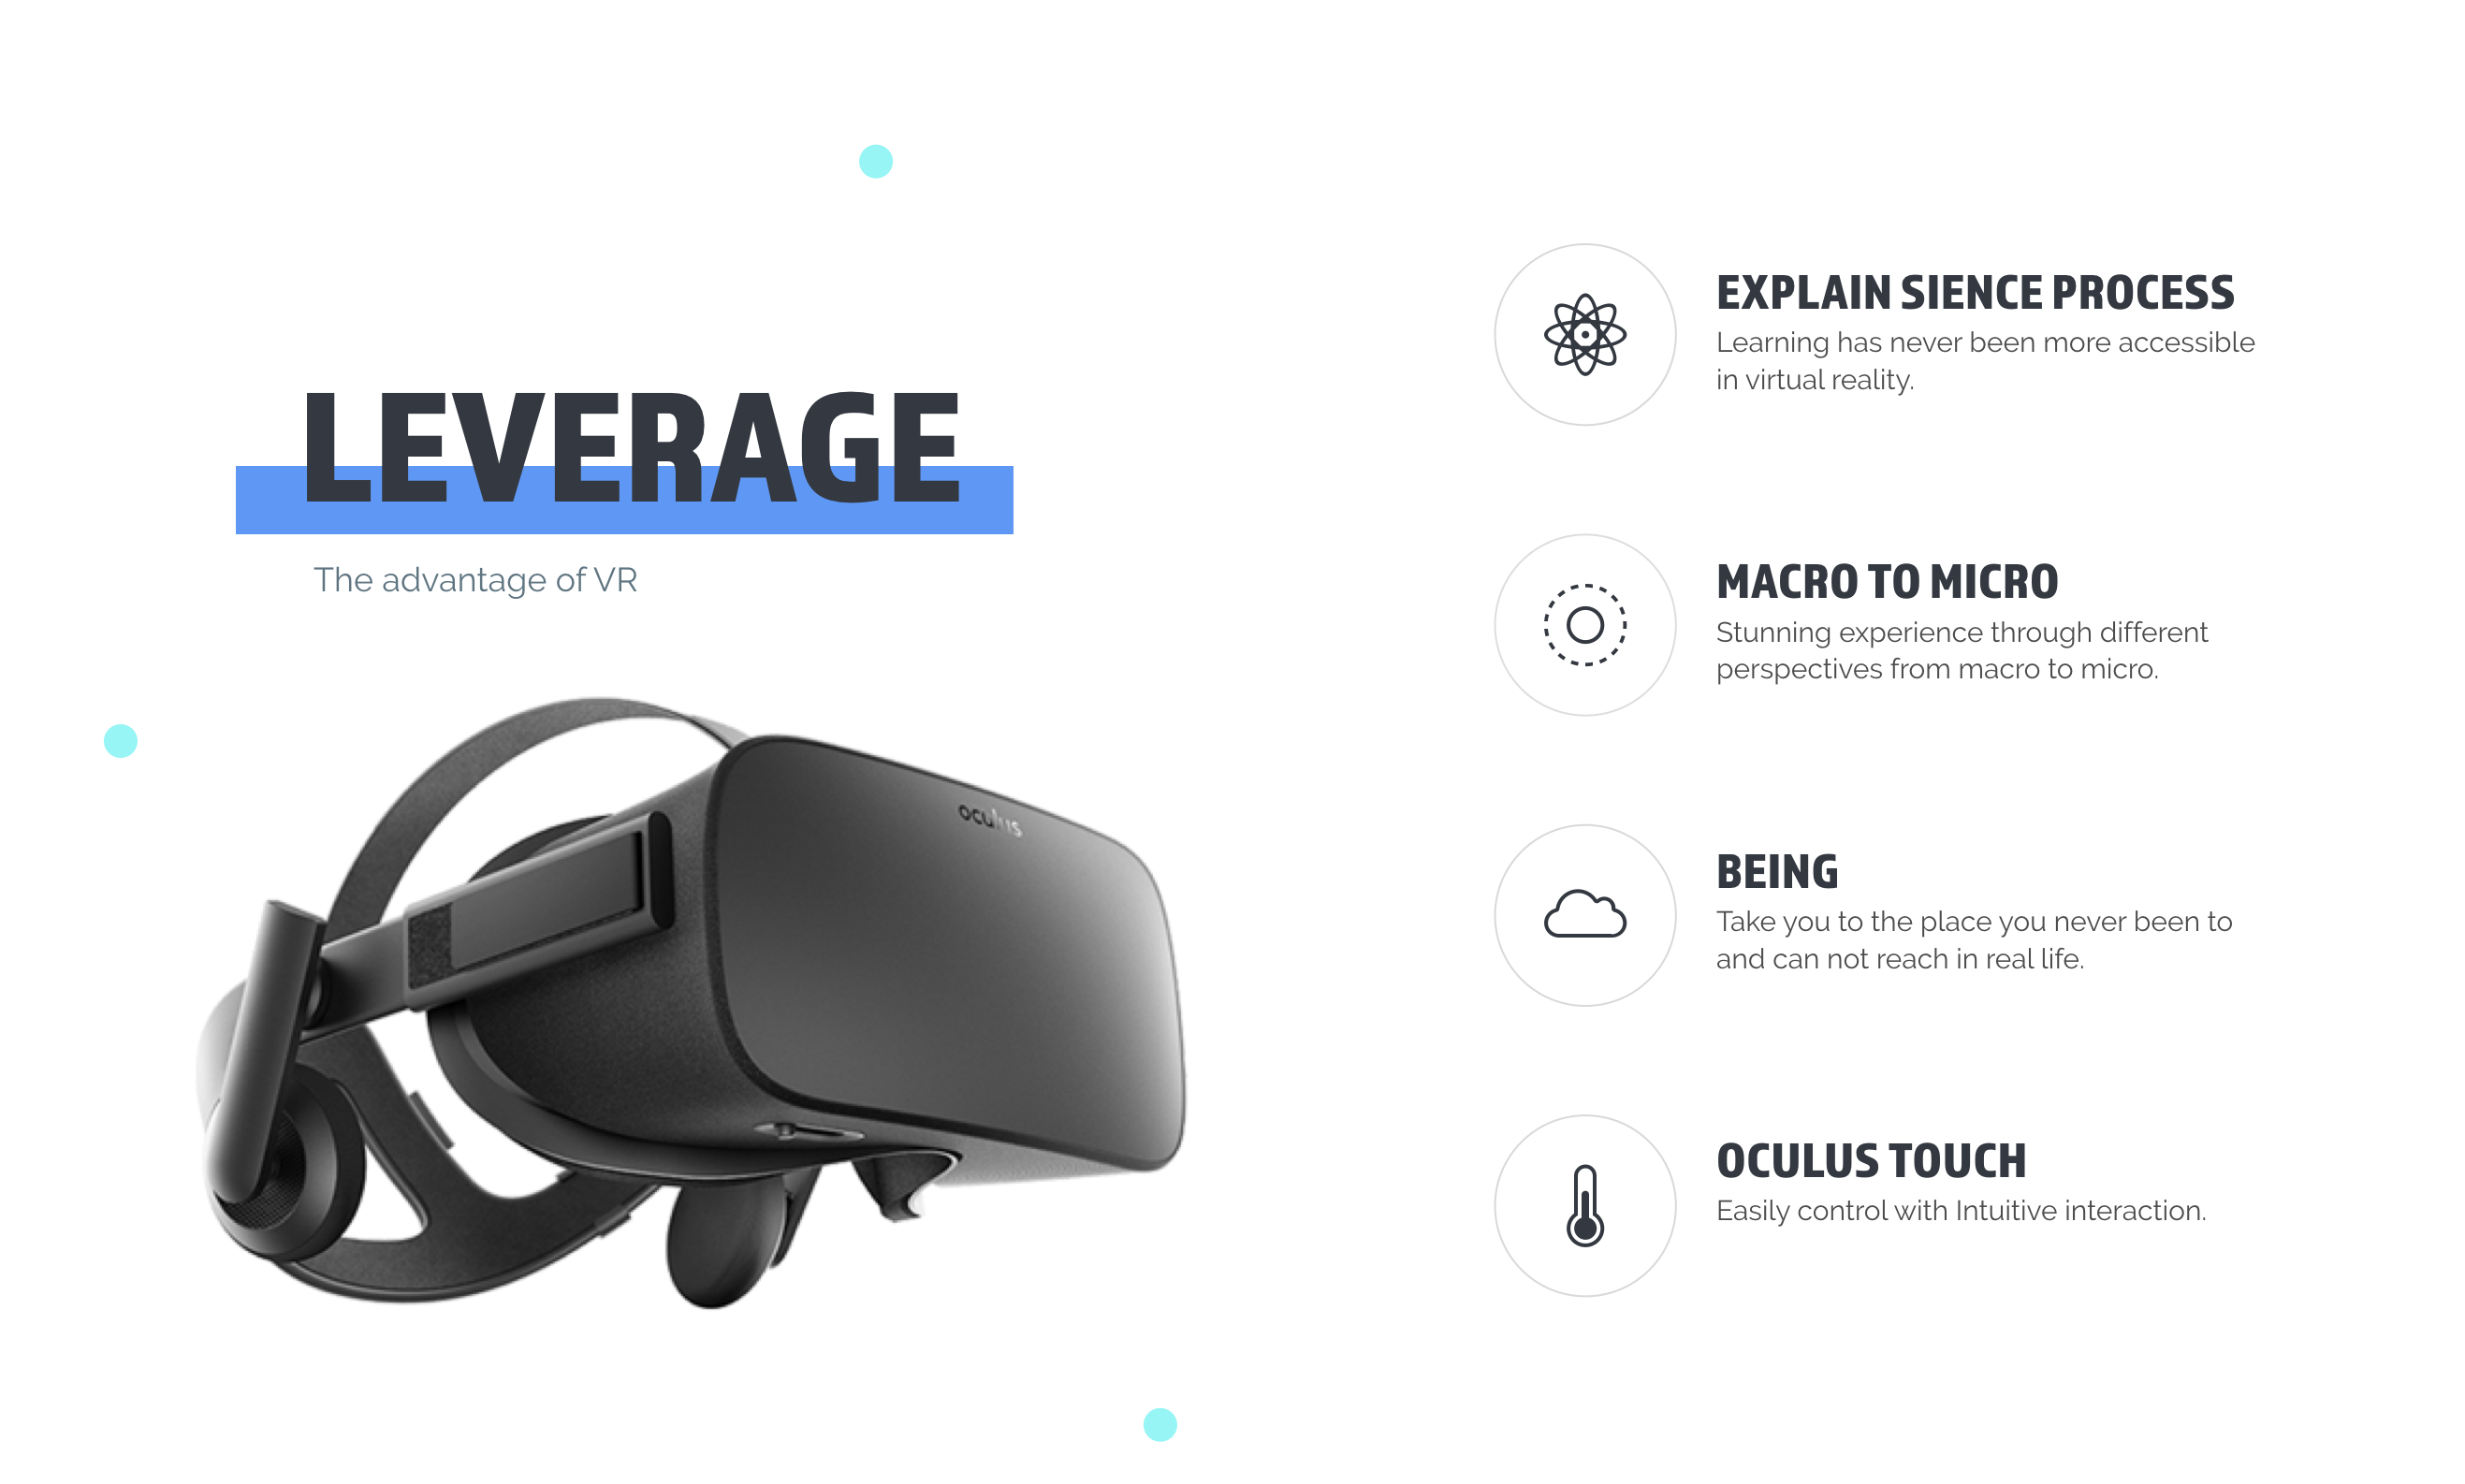 LEVERAGE
The advantage of VR
oculus
EXPLAIN SIENCE PROCESS
Learning has never been more accessible
in virtual reality.
MACRO TO MICRO
Stunning experience through different
perspectives from macro to micro.
BEING
Take you to the place you never been to
and can not reach in real life.
OCULUS TOUCH
Easily control with Intuitive interaction.